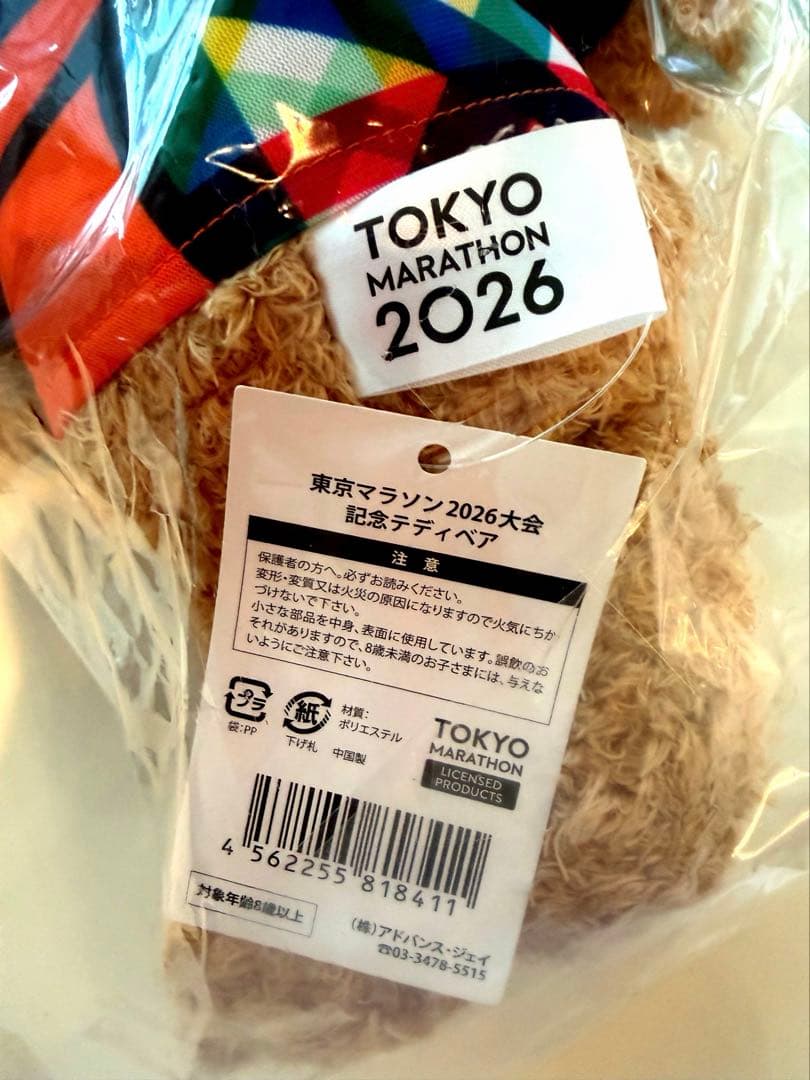 TOKYO
MARATHON
2026
東京マラソン2026大会
記念テディベア
注意
保護者の方へ。必ずお読みください。
変形・変質又は火災の原因になりますので火気にちか
づけないで下さい。
小さな部品を中身、表面に使用しています。誤飲のお
それがありますので、8歳未満のお子さまには、与えな
いようにご注意下さい。
プラ
袋:PP
紙
下げ札
材質:
ポリエステル
中国製
TOKYO
MARATHON
LICENSED
PRODUCTS
4 562255 818411
対象年齢8歳以上
(株)アドバンス・ジェイ
☎03-3478-5515